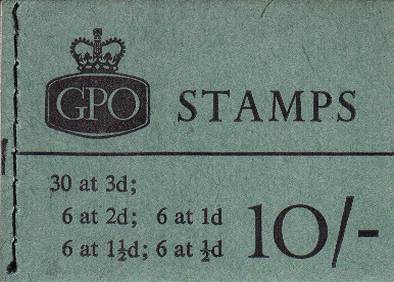 GPO STAMPS
30 at 3d;
6 at 2d; 6 at 1d
6 at 1½d; 6 at ½d
10/-